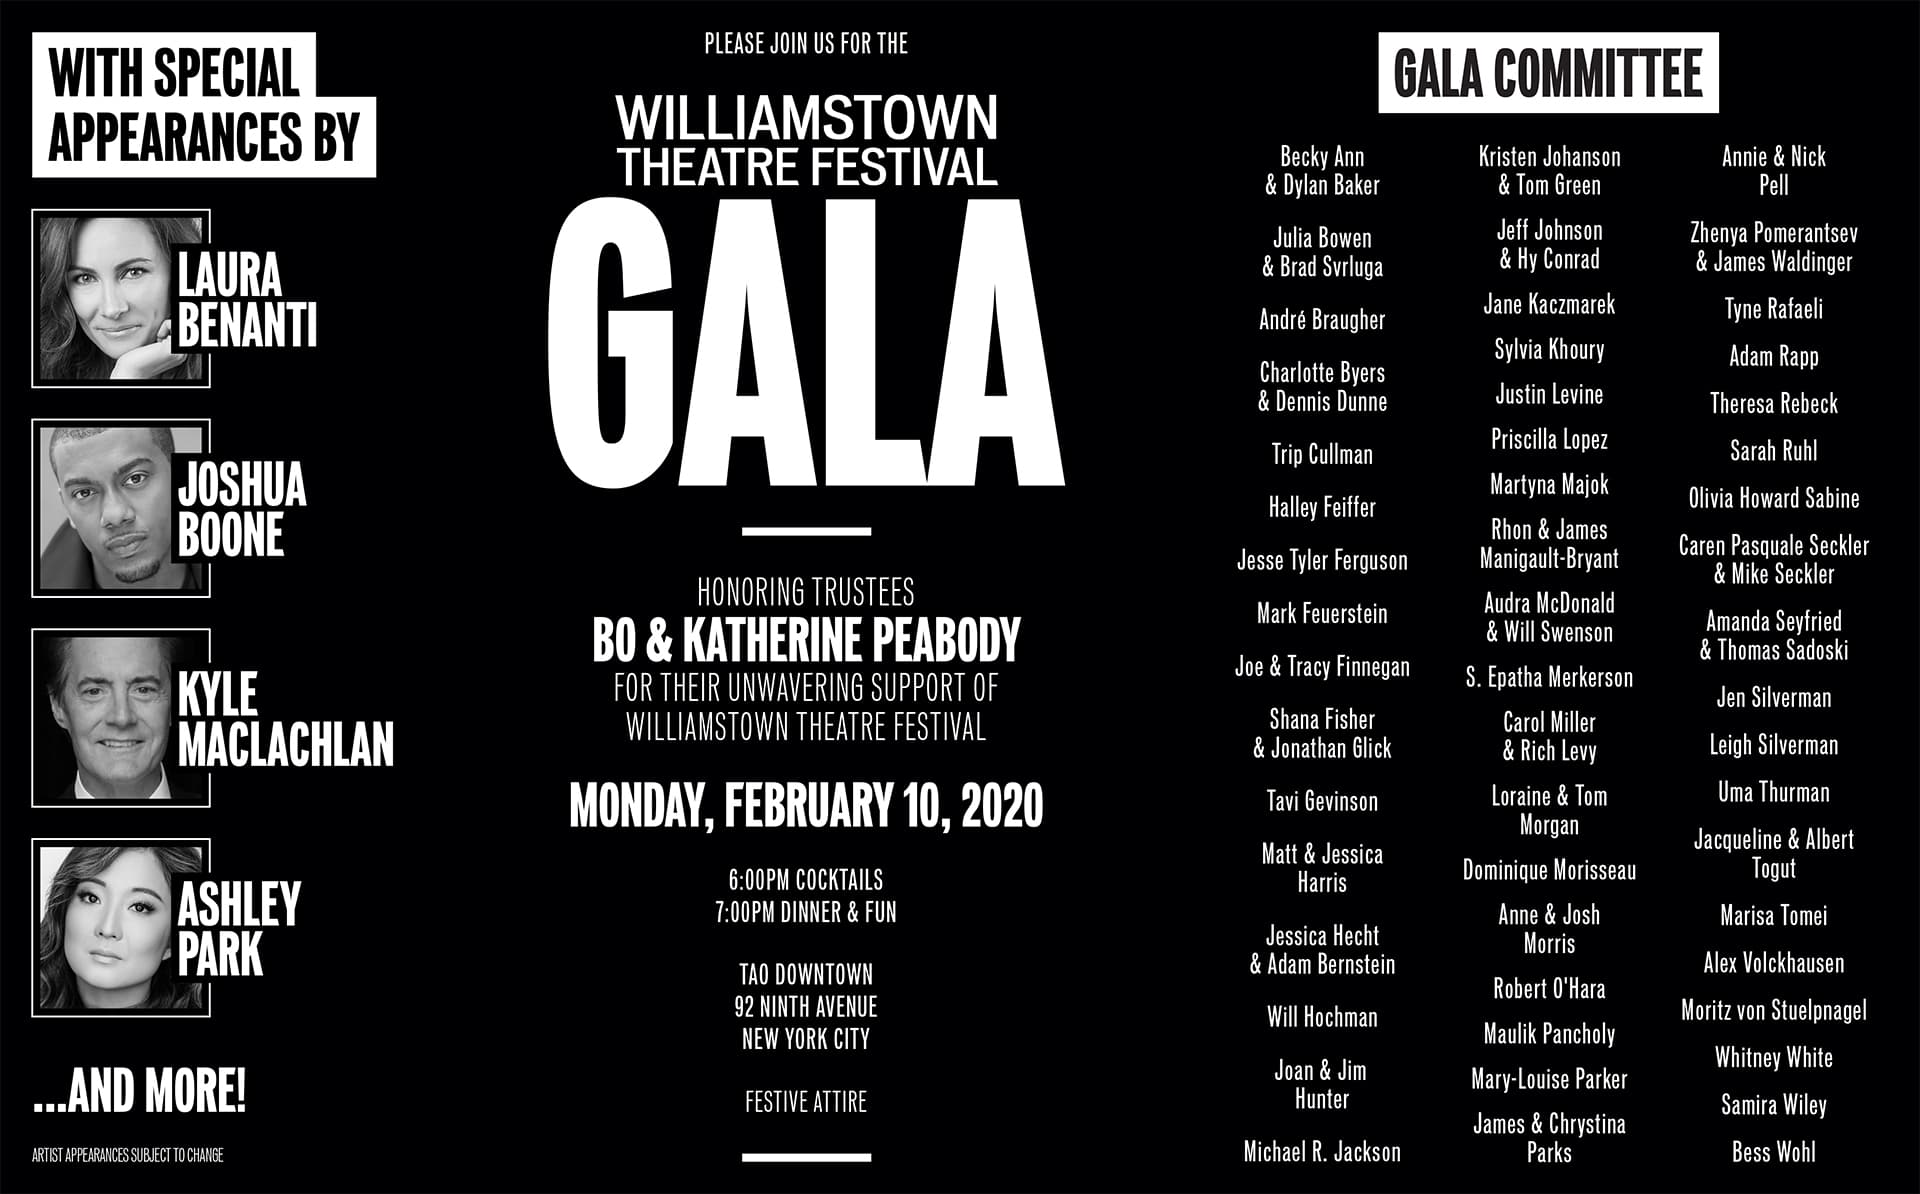 WITH SPECIAL
APPEARANCES BY
LAURA
BENANTI
JOSHUA
BOONE
KYLE
MACLACHLAN
ASHLEY
PARK
...AND MORE!
ARTIST APPEARANCES SUBJECT TO CHANGE
PLEASE JOIN US FOR THE
WILLIAMSTOWN
THEATRE FESTIVAL
GALA
HONORING TRUSTEES
BO & KATHERINE PEABODY
FOR THEIR UNWAVERING SUPPORT OF
WILLIAMSTOWN THEATRE FESTIVAL
MONDAY, FEBRUARY 10, 2020
6:00PM COCKTAILS
7:00PM DINNER & FUN
TAO DOWNTOWN
92 NINTH AVENUE
NEW YORK CITY
FESTIVE ATTIRE
GALA COMMITTEE
Becky Ann
& Dylan Baker
Julia Bowen
& Brad Svrluga
André Braugher
Charlotte Byers
& Dennis Dunne
Trip Cullman
Halley Feiffer
Jesse Tyler Ferguson
Mark Feuerstein
Joe & Tracy Finnegan
Shana Fisher
& Jonathan Glick
Tavi Gevinson
Matt & Jessica
Harris
Jessica Hecht
& Adam Bernstein
Will Hochman
Joan & Jim
Hunter
Michael R. Jackson
Kristen Johanson
& Tom Green
Jeff Johnson
& Hy Conrad
Jane Kaczmarek
Sylvia Khoury
Justin Levine
Priscilla Lopez
Martyna Majok
Rhon & James
Manigault-Bryant
Audra McDonald
& Will Swenson
S. Epatha Merkerson
Carol Miller
& Rich Levy
Loraine & Tom
Morgan
Dominique Morisseau
Anne & Josh
Morris
Robert O'Hara
Maulik Pancholy
Mary-Louise Parker
James & Chrystina
Parks
Annie & Nick
Pell
Zhenya Pomerantsev
& James Waldinger
Tyne Rafaeli
Adam Rapp
Theresa Rebeck
Sarah Ruhl
Olivia Howard Sabine
Caren Pasquale Seckler
& Mike Seckler
Amanda Seyfried
& Thomas Sadoski
Jen Silverman
Leigh Silverman
Uma Thurman
Jacqueline & Albert
Togut
Marisa Tomei
Alex Volckhausen
Moritz von Stuelpnagel
Whitney White
Samira Wiley
Bess Wohl